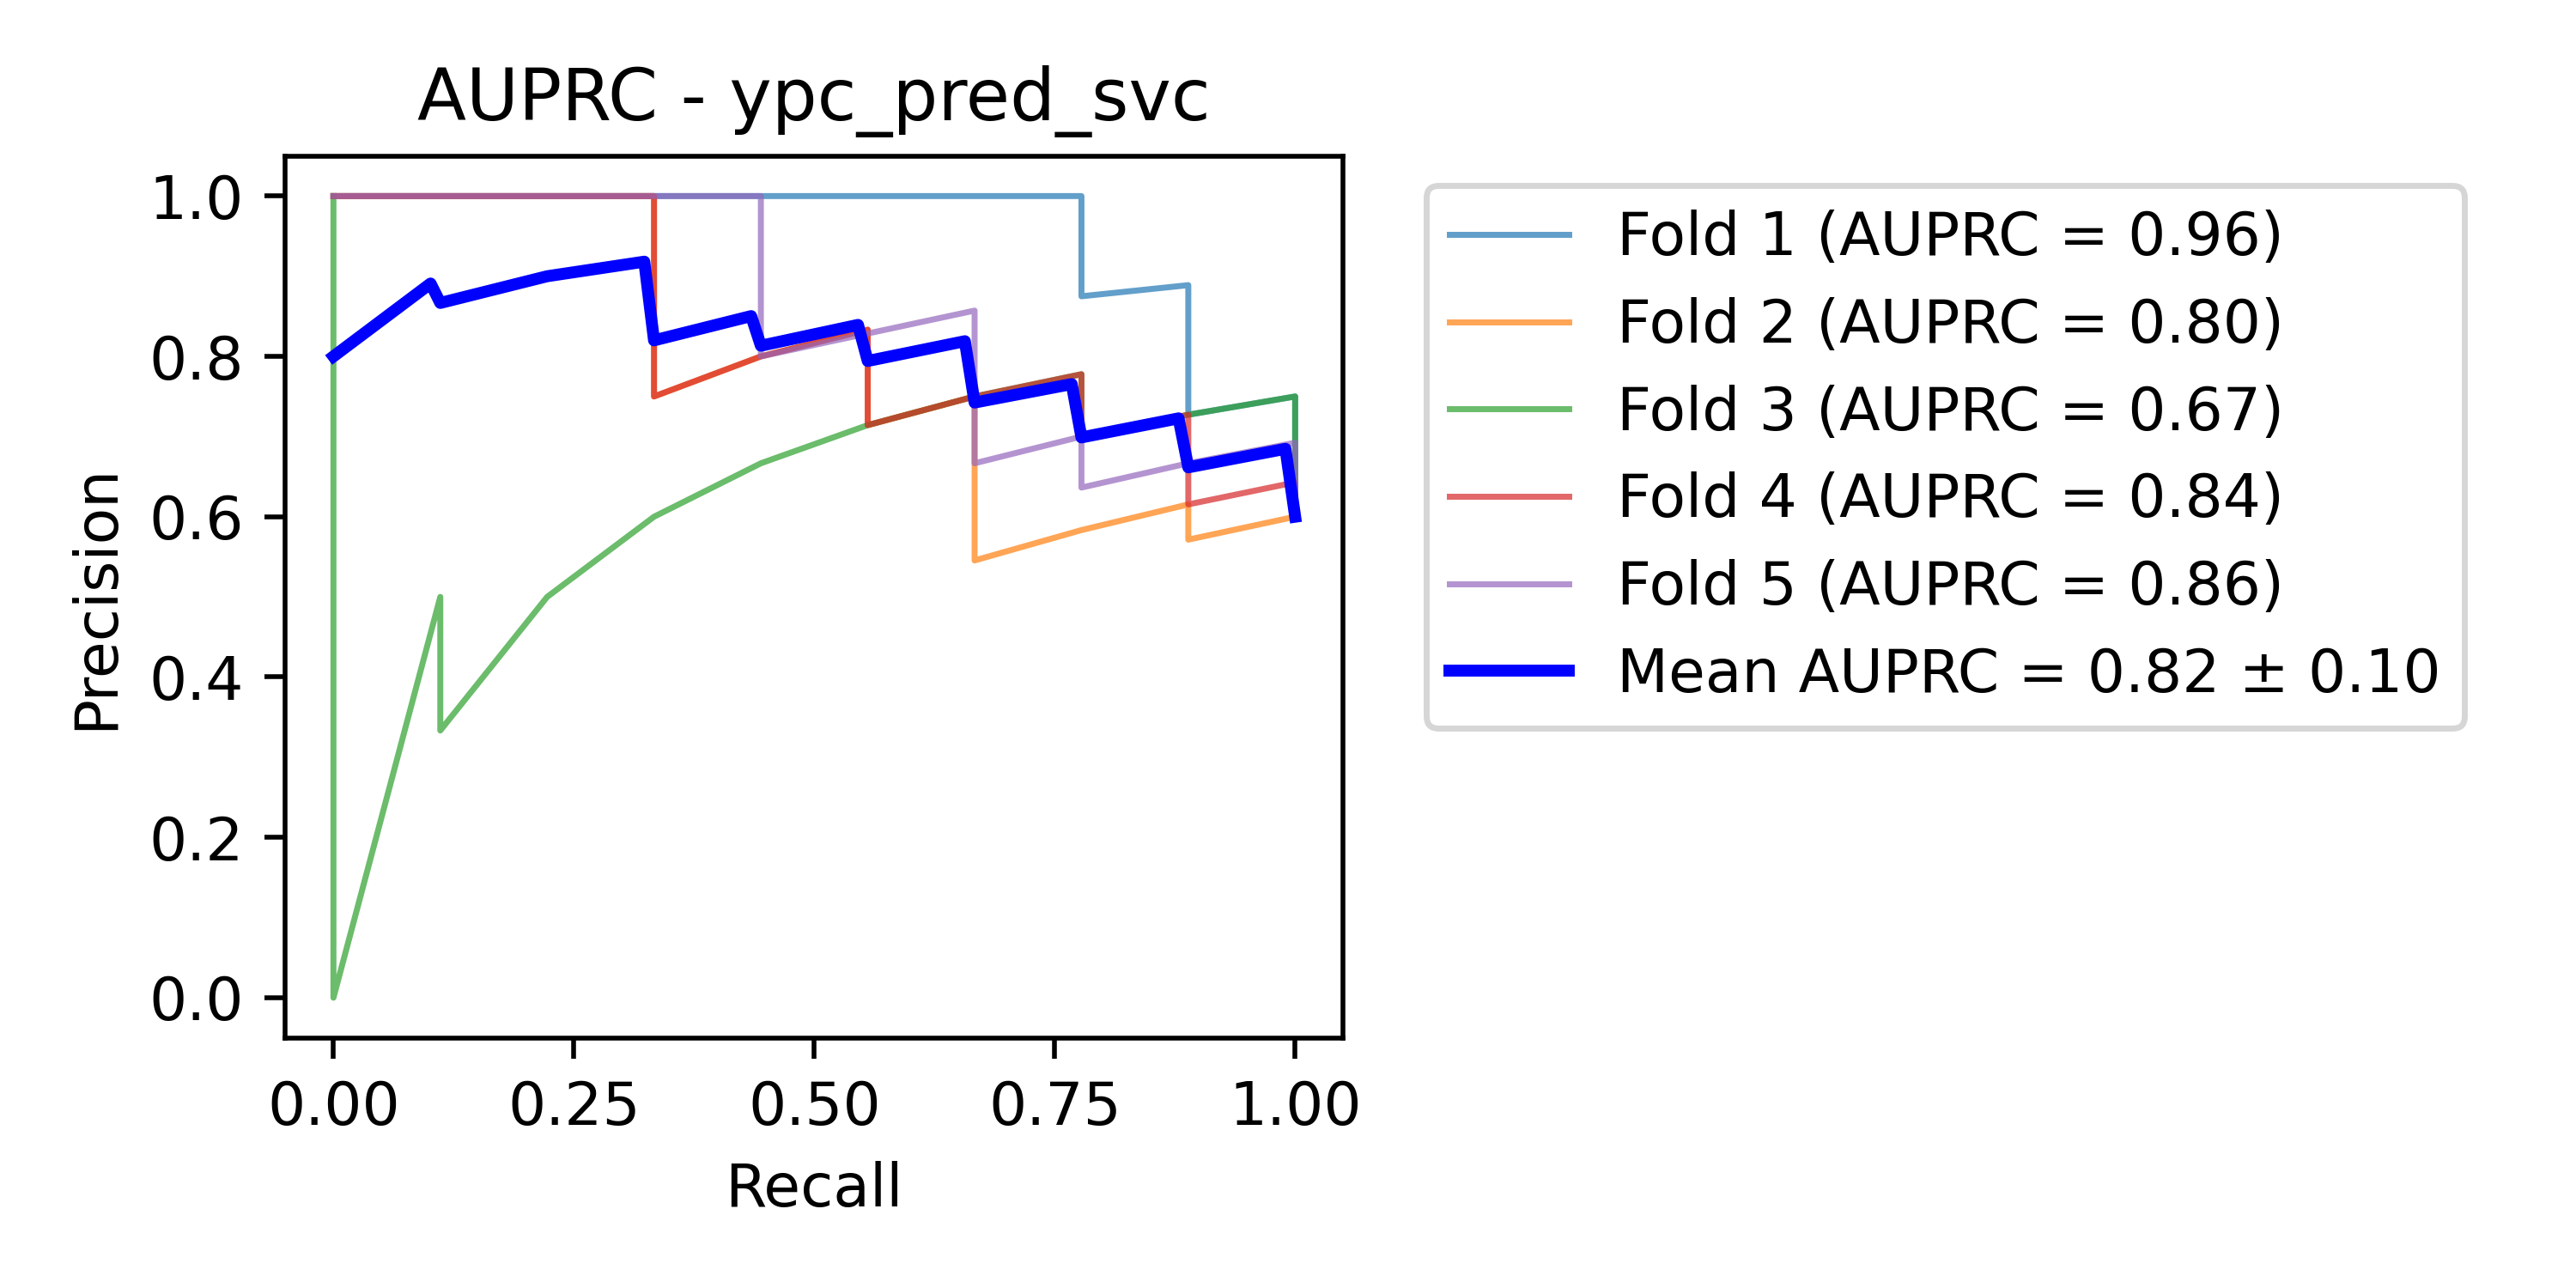 AUPRC - ypc_pred_svc
Precision
1.0
0.8
0.6
0.4
0.2
0.0
0.00 0.25 0.50 0.75 1.00
Recall
Fold 1 (AUPRC = 0.96)
Fold 2 (AUPRC = 0.80)
Fold 3 (AUPRC = 0.67)
Fold 4 (AUPRC = 0.84)
Fold 5 (AUPRC = 0.86)
Mean AUPRC = 0.82 ± 0.10